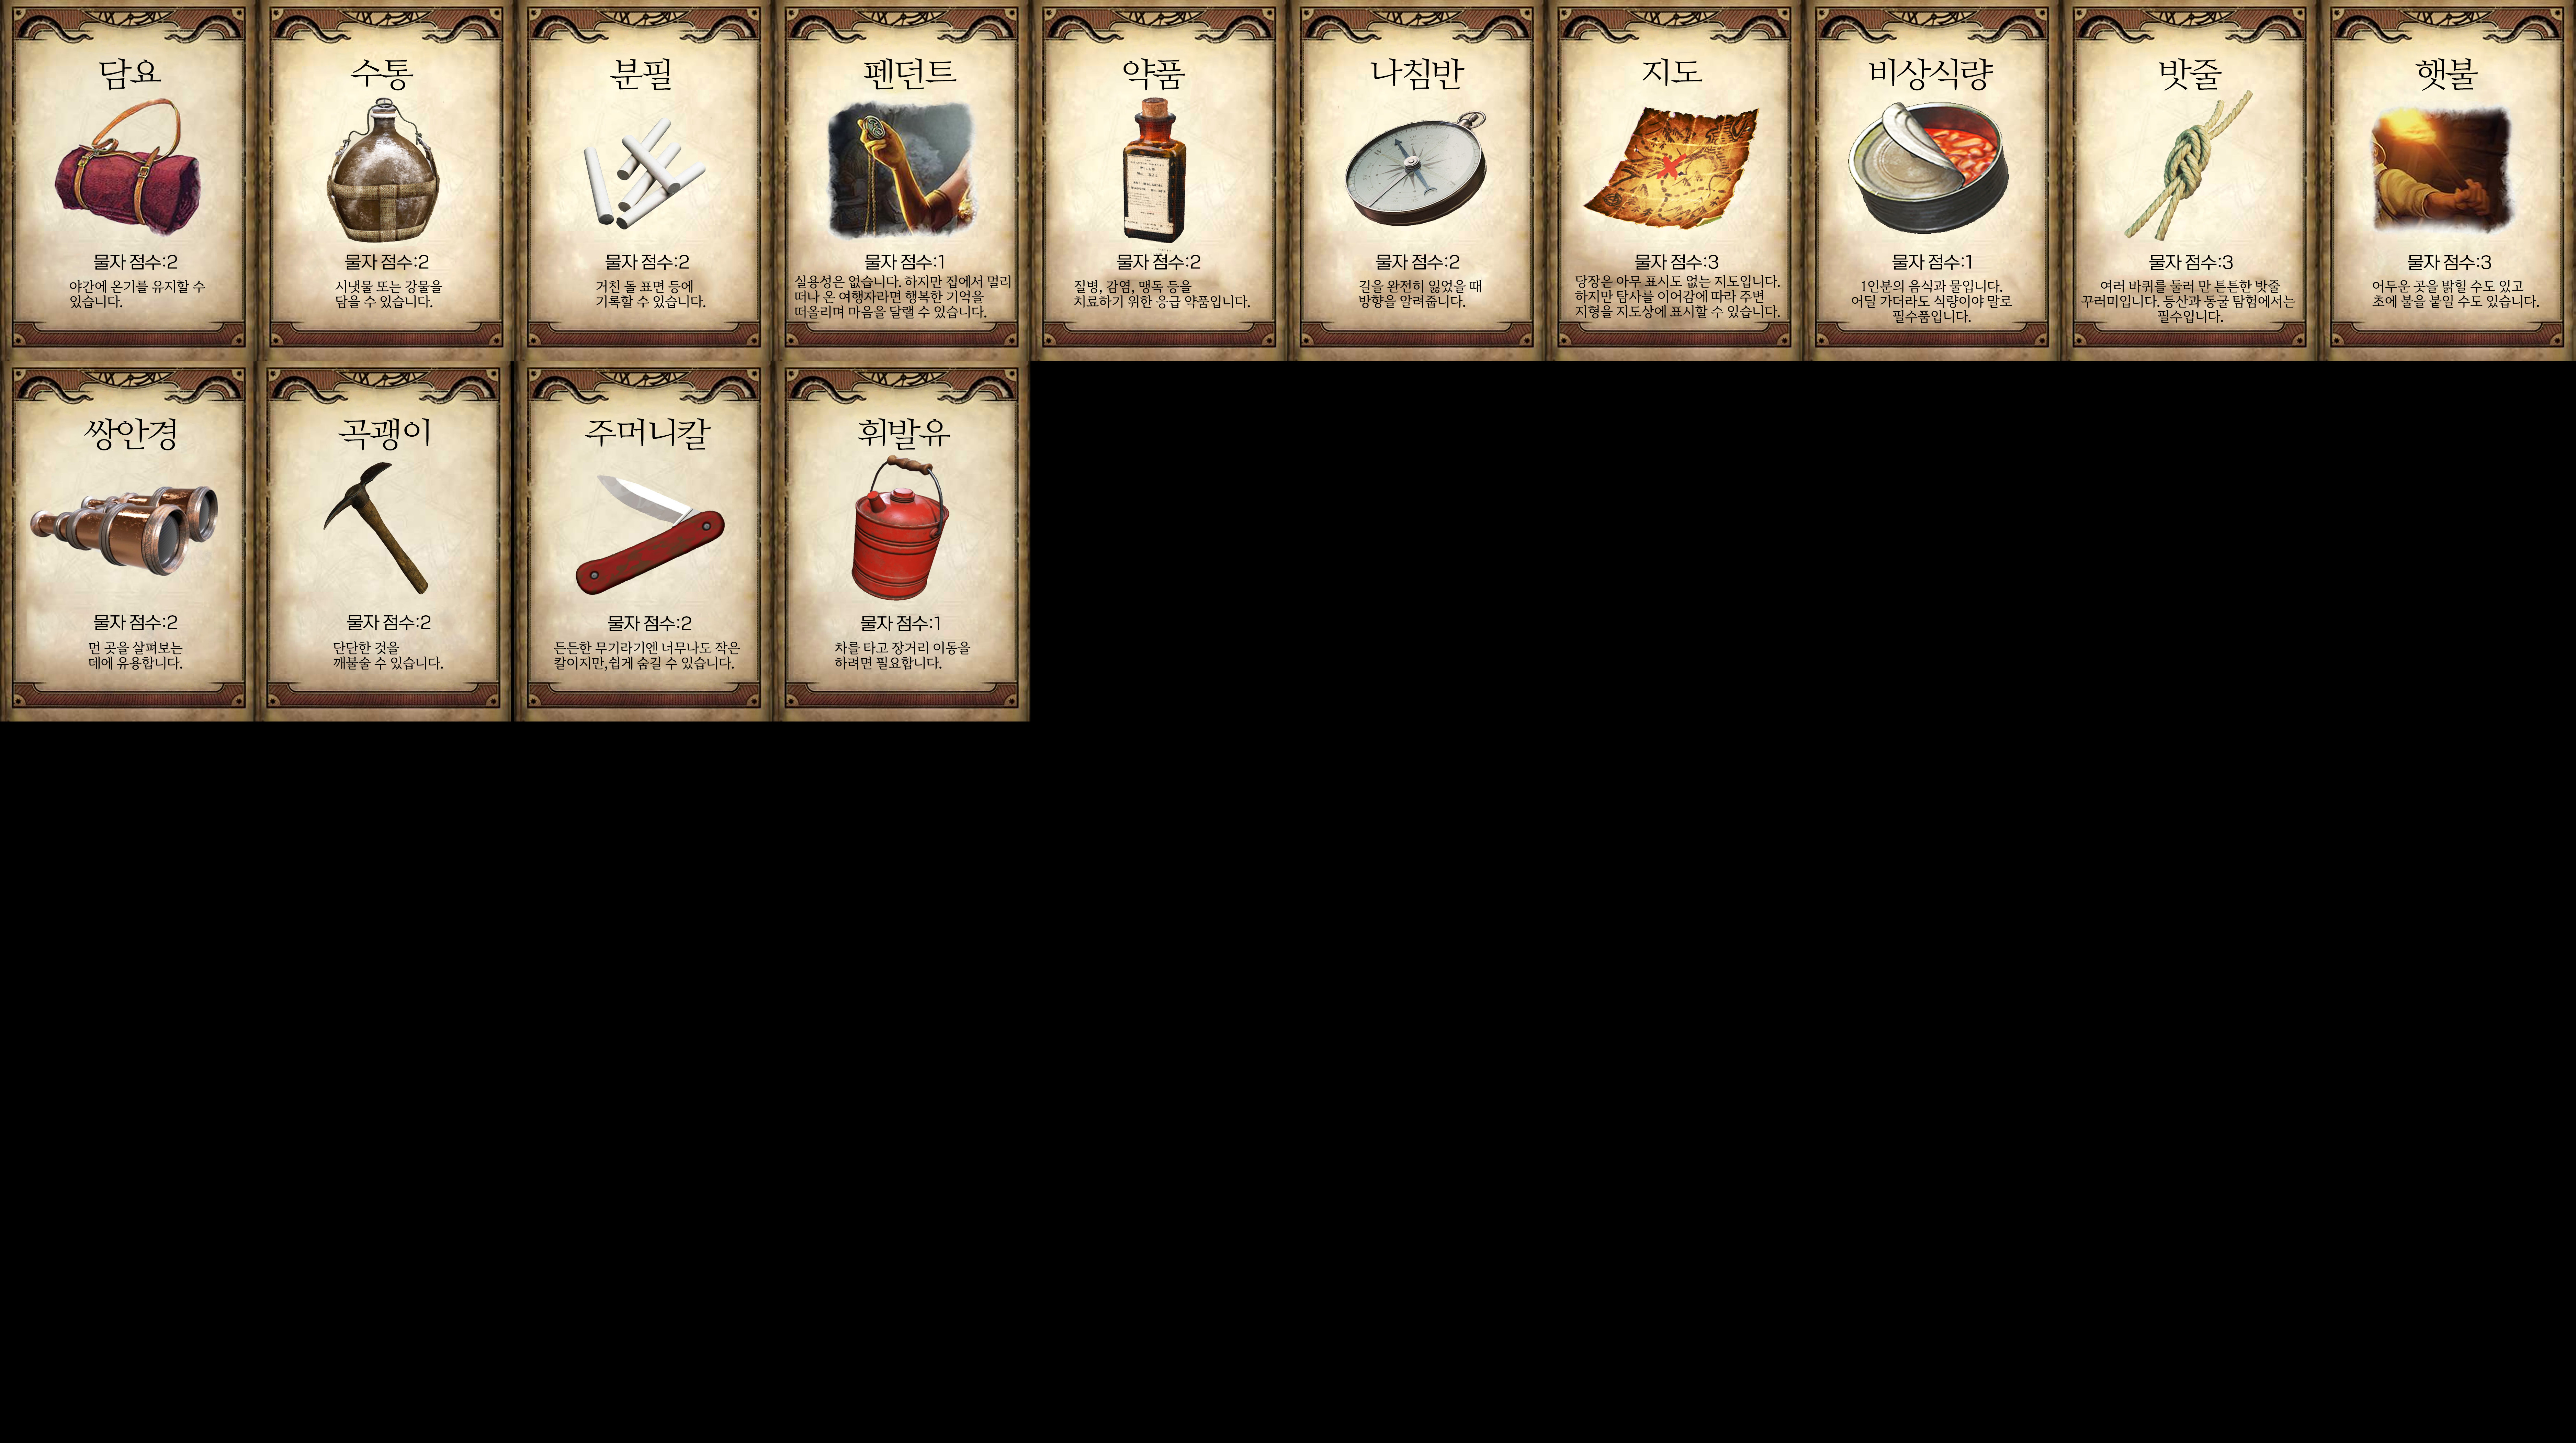 담요
물자 점수:2
야간에 온기를 유지할 수
있습니다.
수통
물자 점수:2
시냇물 또는 강물을
담을 수 있습니다.
분필
물자 점수:2
거친 돌 표면 등에
기록할 수 있습니다.
펜던트
물자 점수:1
실용성은 없습니다. 하지만 집에서 멀리
떠나 온 여행자라면 행복한 기억을
떠올리며 마음을 달랠 수 있습니다.
약품
물자 점수:2
질병, 감염, 맹독 등을
치료하기 위한 응급 약품입니다.
나침반
물자 점수:2
길을 완전히 잃었을 때
방향을 알려줍니다.
지도
물자 점수:3
당장은 아무 표시도 없는 지도입니다.
하지만 탐사를 이어감에 따라 주변
지형을 지도상에 표시할 수 있습니다.
비상식량
물자 점수:1
1인분의 음식과 물입니다.
어딜 가더라도 식량이야 말로
필수품입니다.
밧줄
물자 점수:3
여러 바퀴를 둘러 만 튼튼한 밧줄
꾸러미입니다. 등산과 동굴 탐험에서는
필수입니다.
햇불
물자 점수:3
어두운 곳을 밝힐 수도 있고
초에 불을 붙일 수도 있습니다.
쌍안경
물자 점수:2
먼 곳을 살펴보는
데에 유용합니다.
곡괭이
물자 점수:2
단단한 것을
깨불술 수 있습니다.
주머니칼
물자 점수:2
든든한 무기라기엔 너무나도 작은
칼이지만,쉽게 숨길 수 있습니다.
휘발유
물자 점수:1
차를 타고 장거리 이동을
하려면 필요합니다.